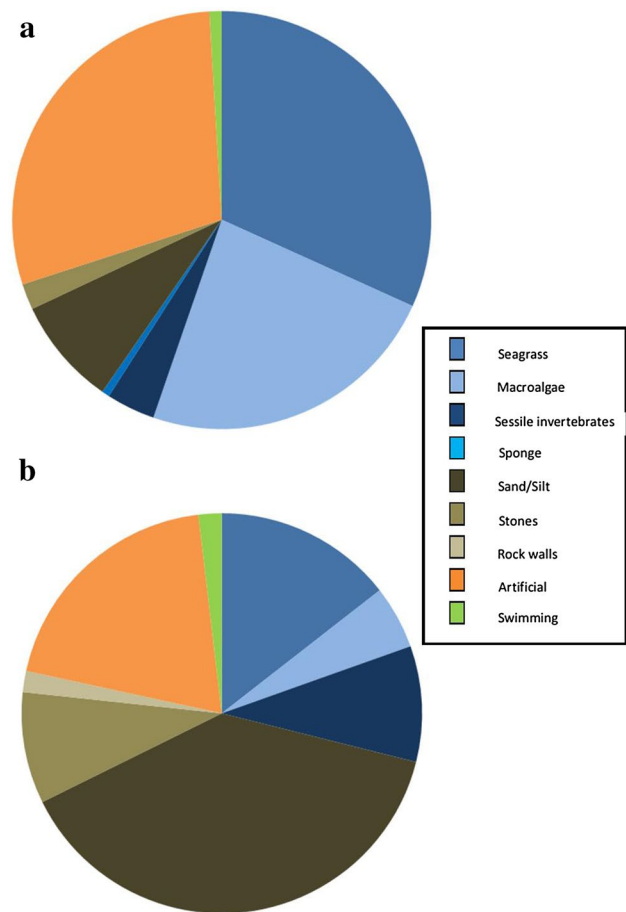 a
Seagrass
Macroalgae
Sessile invertebrates
Sponge
Sand/Silt
Stones
Rock walls
Artificial
Swimming
b